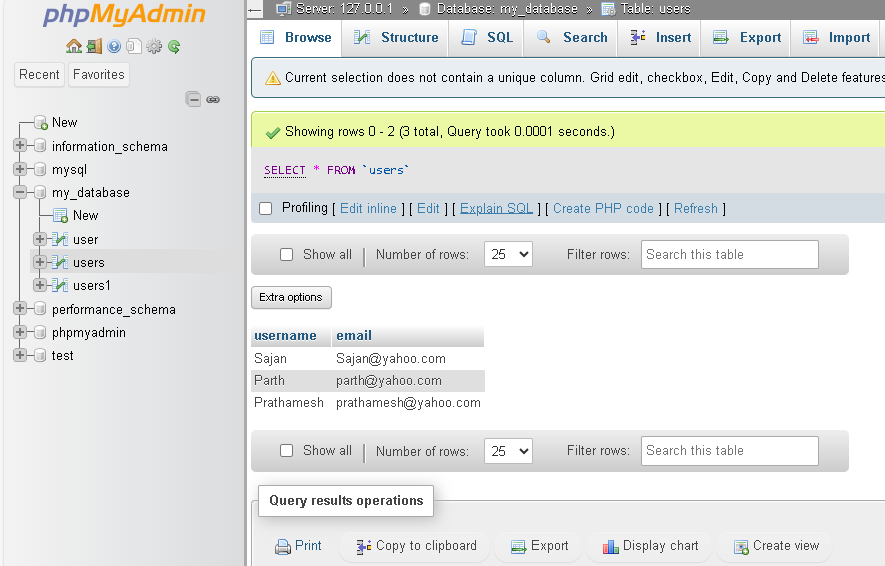 phpMyAdmin
Recent Favorites
New
information_schema
mysql
my_database
New
user
users
users1
performance_schema
phpmyadmin
test
Server: 127.0.0.1 » Database: my_database » Table: users
Browse Structure SQL Search Insert Export Import
Current selection does not contain a unique column. Grid edit, checkbox, Edit, Copy and Delete features
Showing rows 0 - 2 (3 total, Query took 0.0001 seconds.)
SELECT * FROM `users`
Profiling [ Edit inline ] [ Edit ] [ Explain SQL ] [ Create PHP code ] [ Refresh ]
Show all | Number of rows: 25 Filter rows: Search this table
Extra options
username email
Sajan Sajan@yahoo.com
Parth parth@yahoo.com
Prathamesh prathamesh@yahoo.com
Show all | Number of rows: 25 Filter rows: Search this table
Query results operations
Print Copy to clipboard Export Display chart Create view